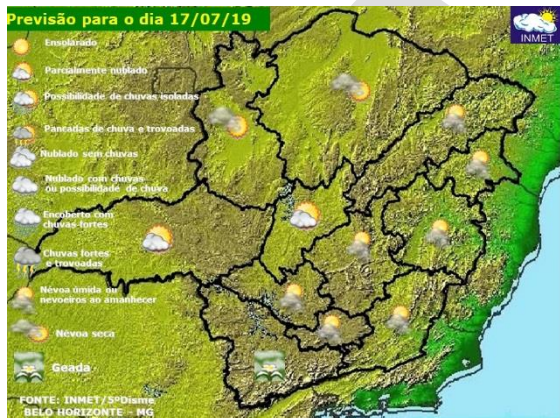 Previsão para o dia 17/07/19
INMET
Ensolarado
Parcialmente nublado
Possibilidade de chuvas isoladas
Pancadas de chuva e trovoadas
Nublado sem chuvas
Nublado com chuvas
ou possibilidade de chuva
Encoberto com
chuvas fortes
Chuvas fortes
e trovoadas
Névoa úmida ou
nevoeiros ao amanhecer
Névoa seca
Geada
FONTE: INMET/5ºDisme
BELO HORIZONTE - MG